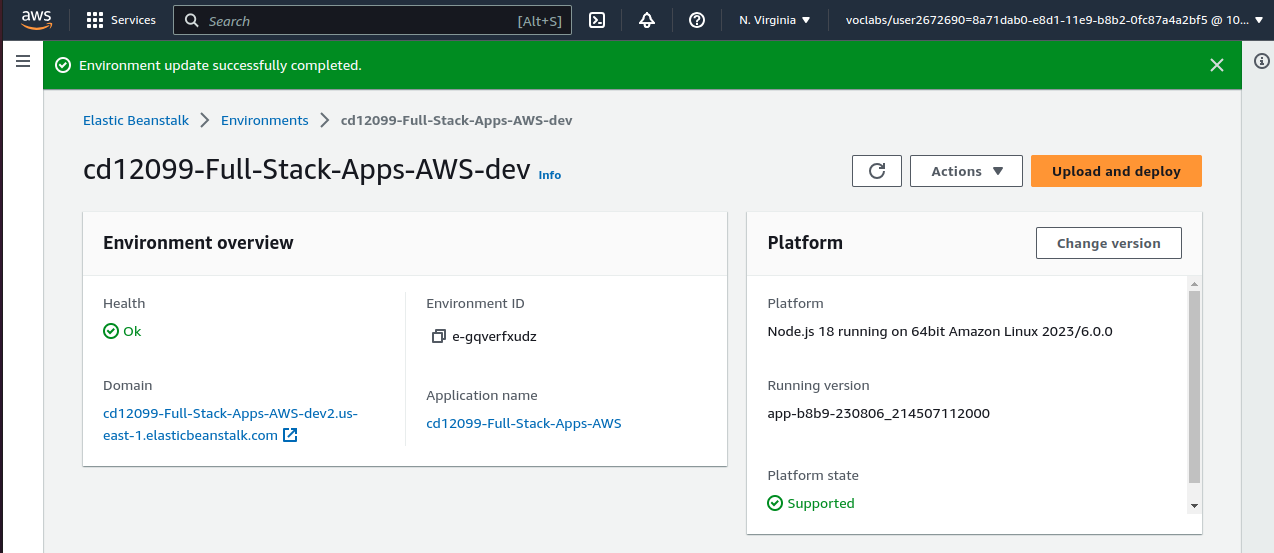 aws
Services
Search
[Alt+S]
N. Virginia
voclabs/user2672690=8a71dab0-e8d1-11e9-b8b2-0fc87a4a2bf5 @ 10...
Environment update successfully completed.
Elastic Beanstalk
Environments
cd12099-Full-Stack-Apps-AWS-dev
cd12099-Full-Stack-Apps-AWS-dev Info
Actions
Upload and deploy
Environment overview
Health
Ok
Domain
cd12099-Full-Stack-Apps-AWS-dev2.us-
east-1.elasticbeanstalk.com
Environment ID
e-gqverfxudz
Application name
cd12099-Full-Stack-Apps-AWS
Platform
Change version
Platform
Node.js 18 running on 64bit Amazon Linux 2023/6.0.0
Running version
app-b8b9-230806_214507112000
Platform state
Supported